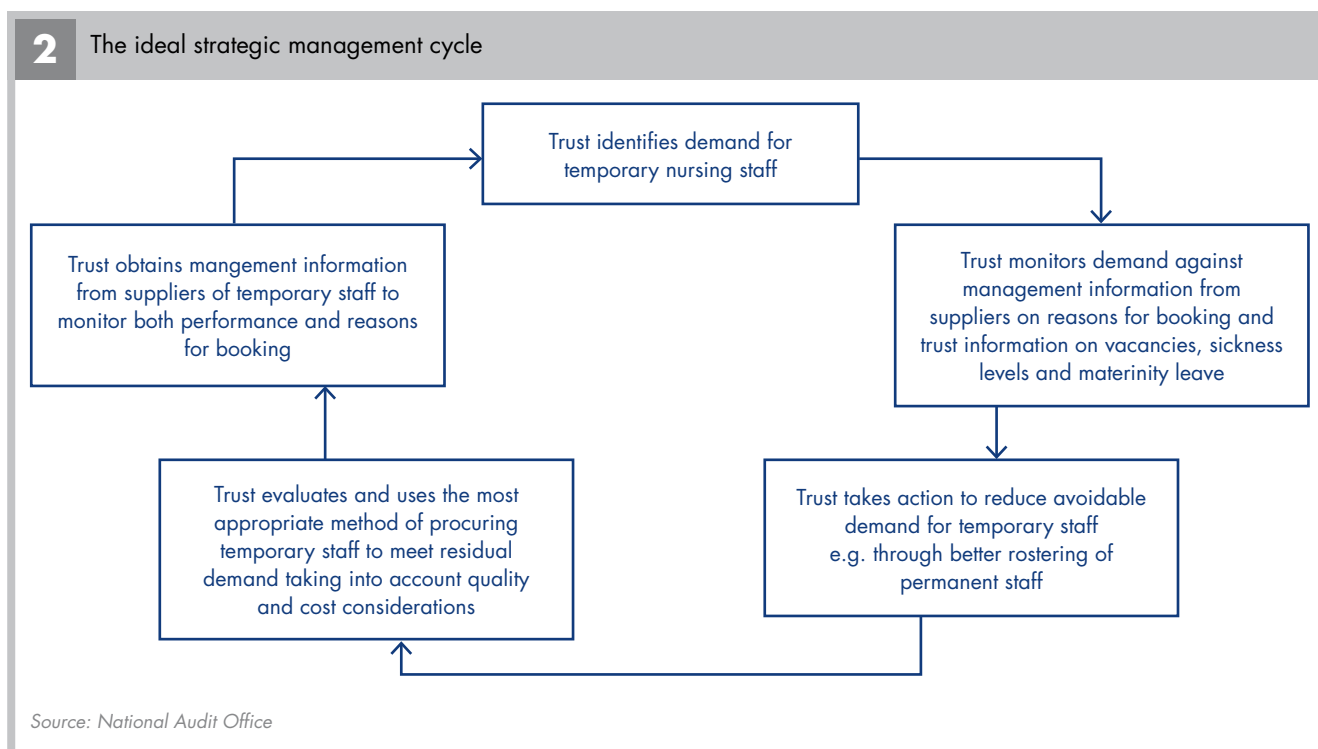 2
The ideal strategic management cycle
Trust identifies demand for
temporary nursing staff
Trust monitors demand against
management information from
suppliers on reasons for booking and
trust information on vacancies, sickness
levels and materinity leave
Trust takes action to reduce avoidable
demand for temporary staff
e.g. through better rostering of
permanent staff
Trust evaluates and uses the most
appropriate method of procuring
temporary staff to meet residual
demand taking into account quality
and cost considerations
Trust obtains mangement information
from suppliers of temporary staff to
monitor both performance and reasons
for booking
Source: National Audit Office